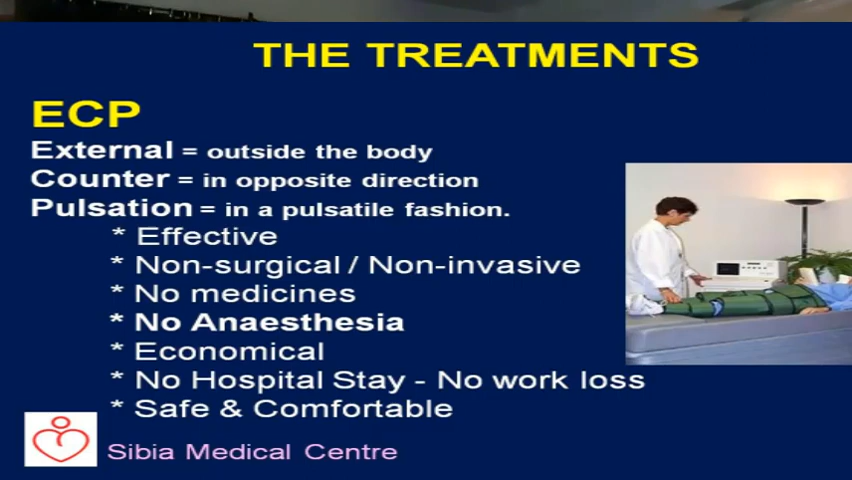 THE TREATMENTS
ECP
External = outside the body
Counter = in opposite direction
Pulsation = in a pulsatile fashion.
* Effective
* Non-surgical / Non-invasive
* No medicines
* No Anaesthesia
* Economical
* No Hospital Stay - No work loss
* Safe & Comfortable
Sibia Medical Centre